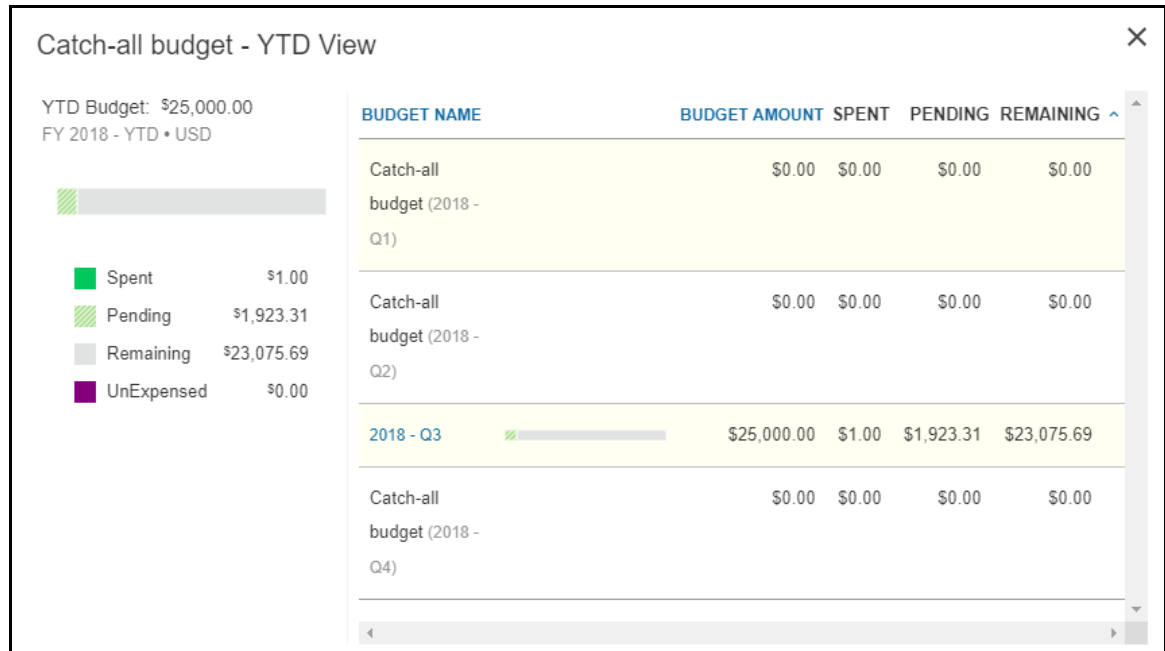 Catch-all budget - YTD View
YTD Budget: $25,000.00
FY 2018 - YTD • USD
Spent $1.00
Pending $1,923.31
Remaining $23,075.69
UnExpensed $0.00
BUDGET NAME BUDGET AMOUNT SPENT PENDING REMAINING
Catch-all $0.00 $0.00 $0.00 $0.00
budget (2018 -
Q1)
Catch-all $0.00 $0.00 $0.00 $0.00
budget (2018 -
Q2)
2018 - Q3 $25,000.00 $1.00 $1,923.31 $23,075.69
Catch-all $0.00 $0.00 $0.00 $0.00
budget (2018 -
Q4)